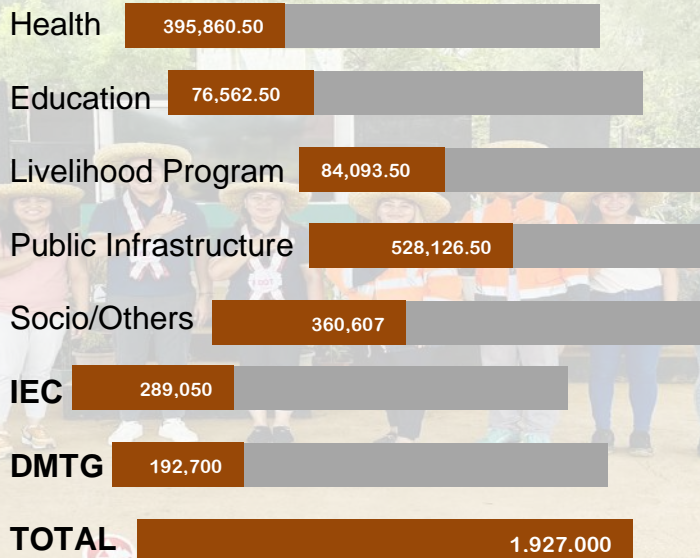 Health 395,860.50
Education 76,562.50
Livelihood Program 84,093.50
Public Infrastructure 528,126.50
Socio/Others 360,607
IEC 289,050
DMTG 192,700
TOTAL 1.927.000